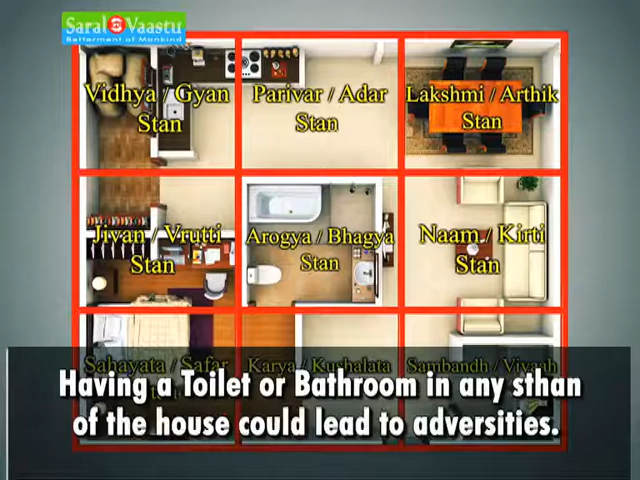 Saral Vaastu
Betterment of Mankind
Vidhya / Gyan
Stan
Parivar / Adar
Stan
Lakshmi / Arthik
Stan
Jivan / Vrutti
Stan
Arogya / Bhagya
Stan
Naam / Kirti
Stan
Sahayata / Safar
Karya / Kushalata
Sambandh / Vivaah
Having a Toilet or Bathroom in any sthan
of the house could lead to adversities.